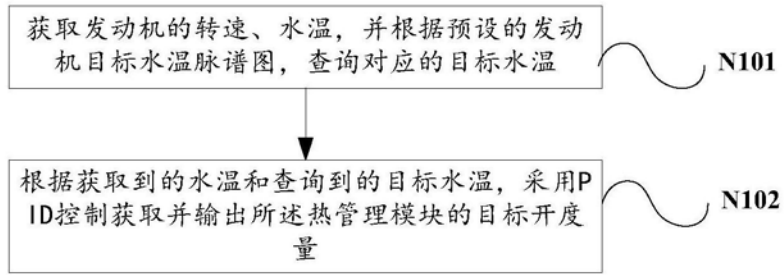 获取发动机的转速、水温，并根据预设的发动
机目标水温脉谱图，查询对应的目标水温
N101
根据获取到的水温和查询到的目标水温，采用P
ID控制获取并输出所述热管理模块的目标开度
量
N102